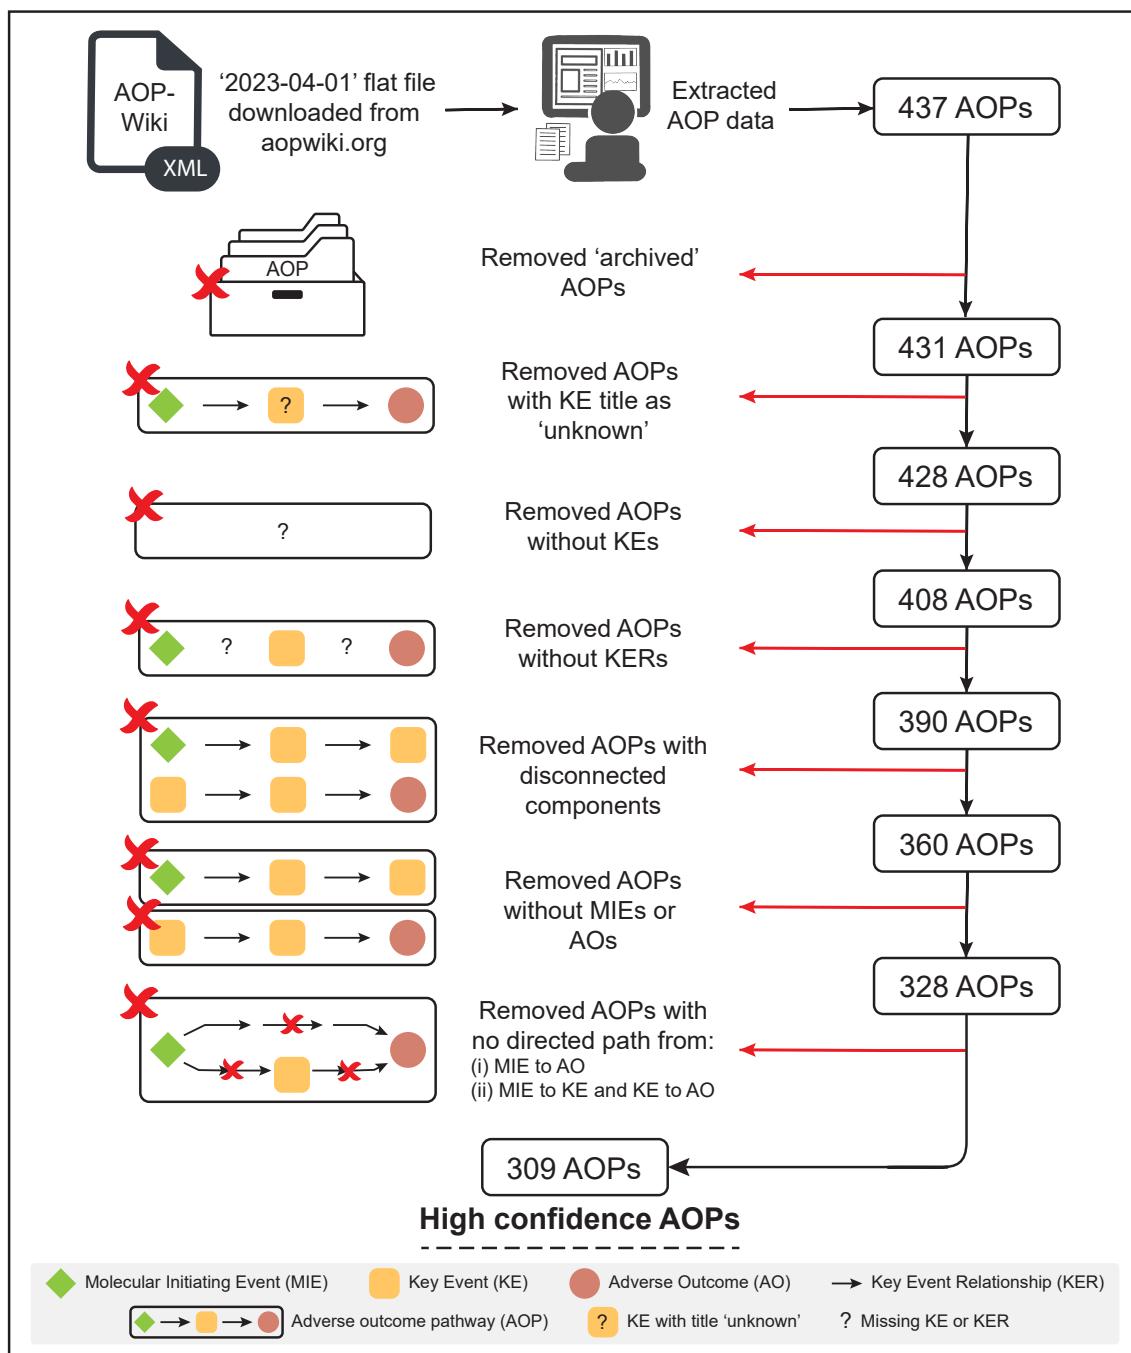 AOP-
Wiki
XML
‘2023-04-01’ flat file
downloaded from
aopwiki.org
Extracted
AOP data
437 AOPs
AOP
Removed ‘archived’
AOPs
431 AOPs
?
Removed AOPs
with KE title as
‘unknown’
428 AOPs
?
Removed AOPs
without KEs
408 AOPs
? ?
Removed AOPs
without KERs
390 AOPs
Removed AOPs with
disconnected
components
360 AOPs
Removed AOPs
without MIEs or
AOs
328 AOPs
Removed AOPs with
no directed path from:
(i) MIE to AO
(ii) MIE to KE and KE to AO
309 AOPs
High confidence AOPs
Molecular Initiating Event (MIE) Key Event (KE) Adverse Outcome (AO) Key Event Relationship (KER)
Adverse outcome pathway (AOP) ? KE with title ‘unknown’ ? Missing KE or KER